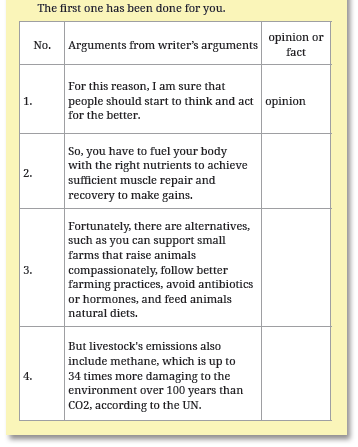 The first one has been done for you.
No. Arguments from writer's arguments opinion or
fact
1. For this reason, I am sure that
people should start to think and act opinion
for the better.
2. So, you have to fuel your body
with the right nutrients to achieve
sufficient muscle repair and
recovery to make gains.
3. Fortunately, there are alternatives,
such as you can support small
farms that raise animals
compassionately, follow better
farming practices, avoid antibiotics
or hormones, and feed animals
natural diets.
4. But livestock's emissions also
include methane, which is up to
34 times more damaging to the
environment over 100 years than
CO2, according to the UN.